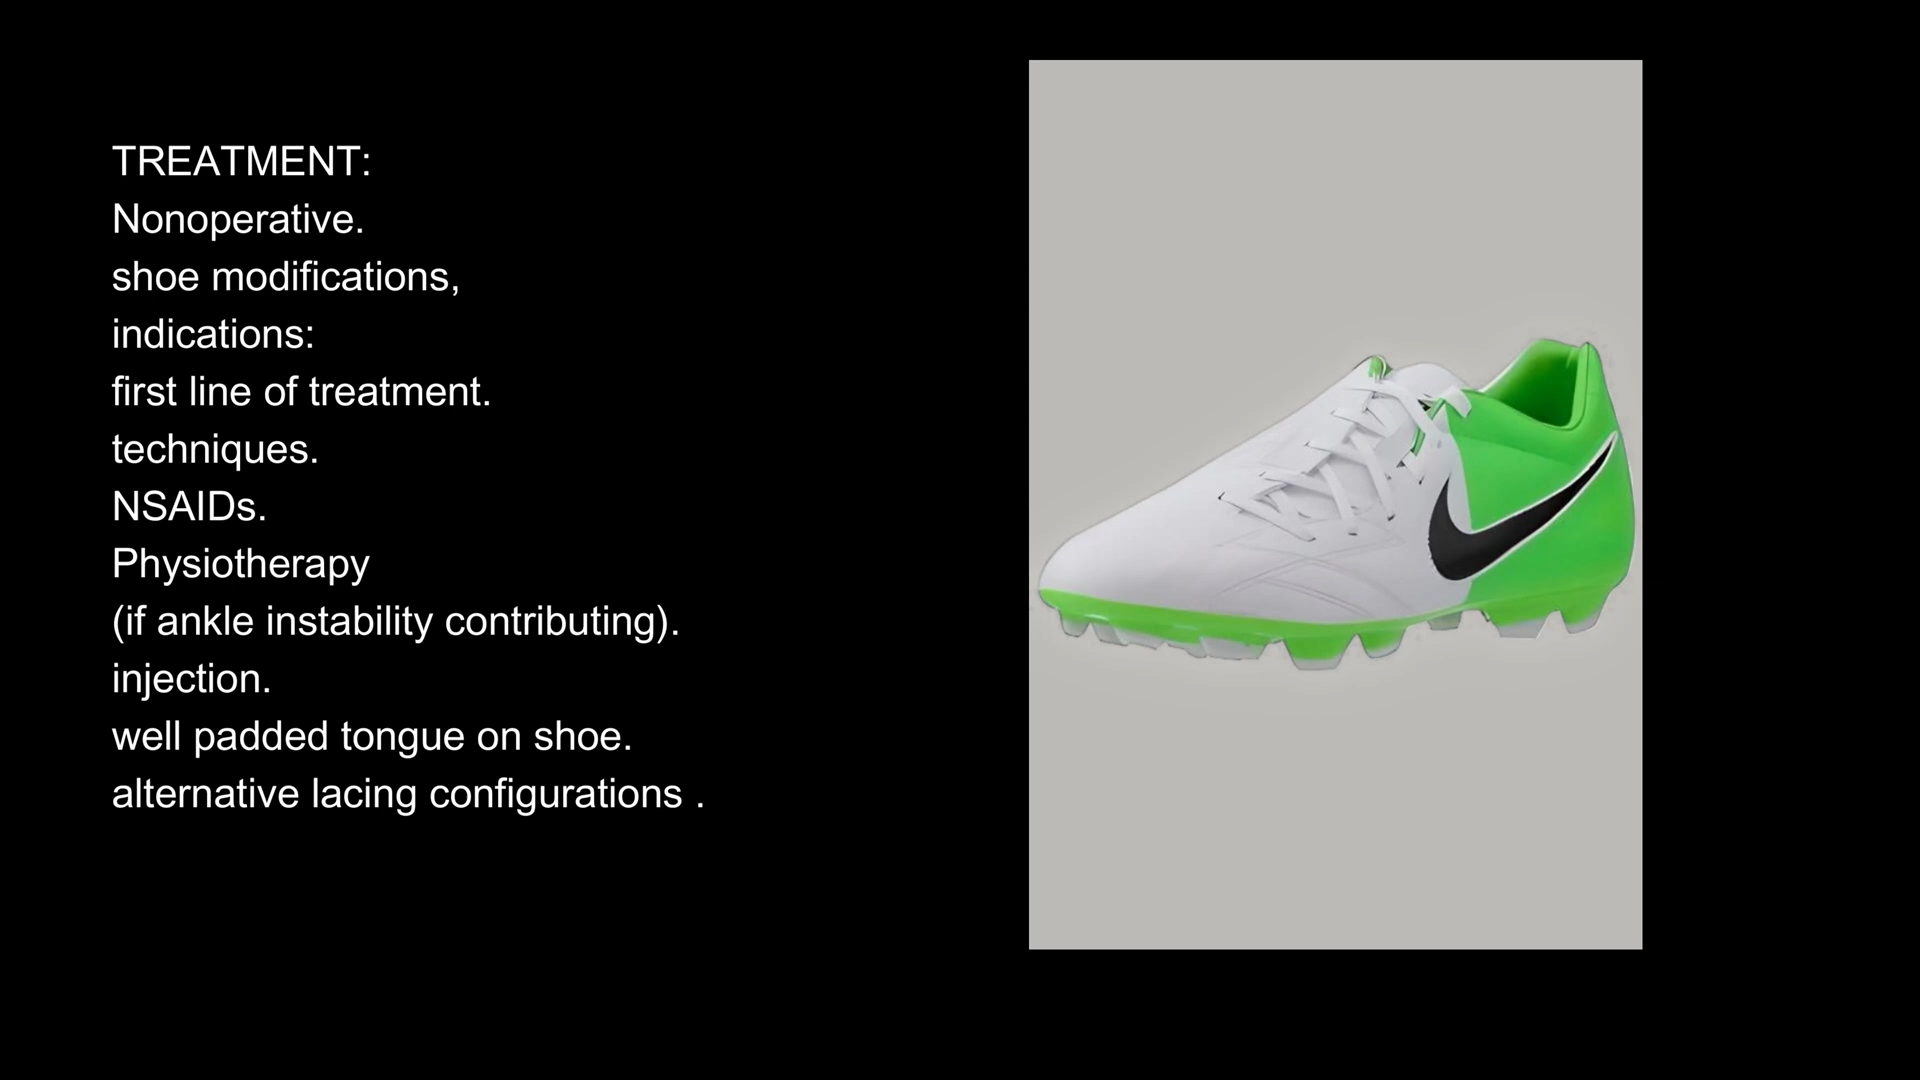 TREATMENT:
Nonoperative.
shoe modifications,
indications:
first line of treatment.
techniques.
NSAIDs.
Physiotherapy
(if ankle instability contributing).
injection.
well padded tongue on shoe.
alternative lacing configurations .